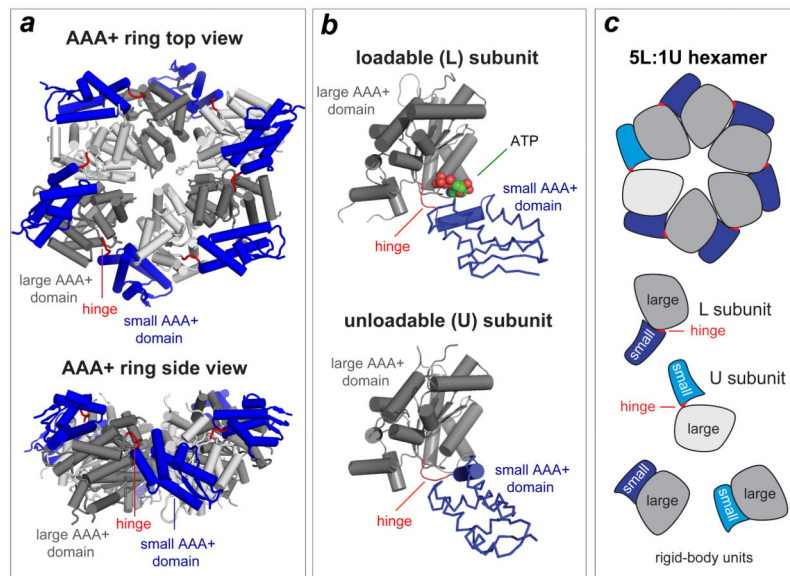 a
AAA+ ring top view
large AAA+
domain
hinge
small AAA+
domain
AAA+ ring side view
large AAA+
domain
hinge
small AAA+
domain
b
loadable (L) subunit
large AAA+
domain
ATP
small AAA+
domain
hinge
unloadable (U) subunit
large AAA+
domain
small AAA+
domain
hinge
c
5L:1U hexamer
large
L subunit
hinge
small
small
U subunit
hinge
large
small
large
small
large
rigid-body units